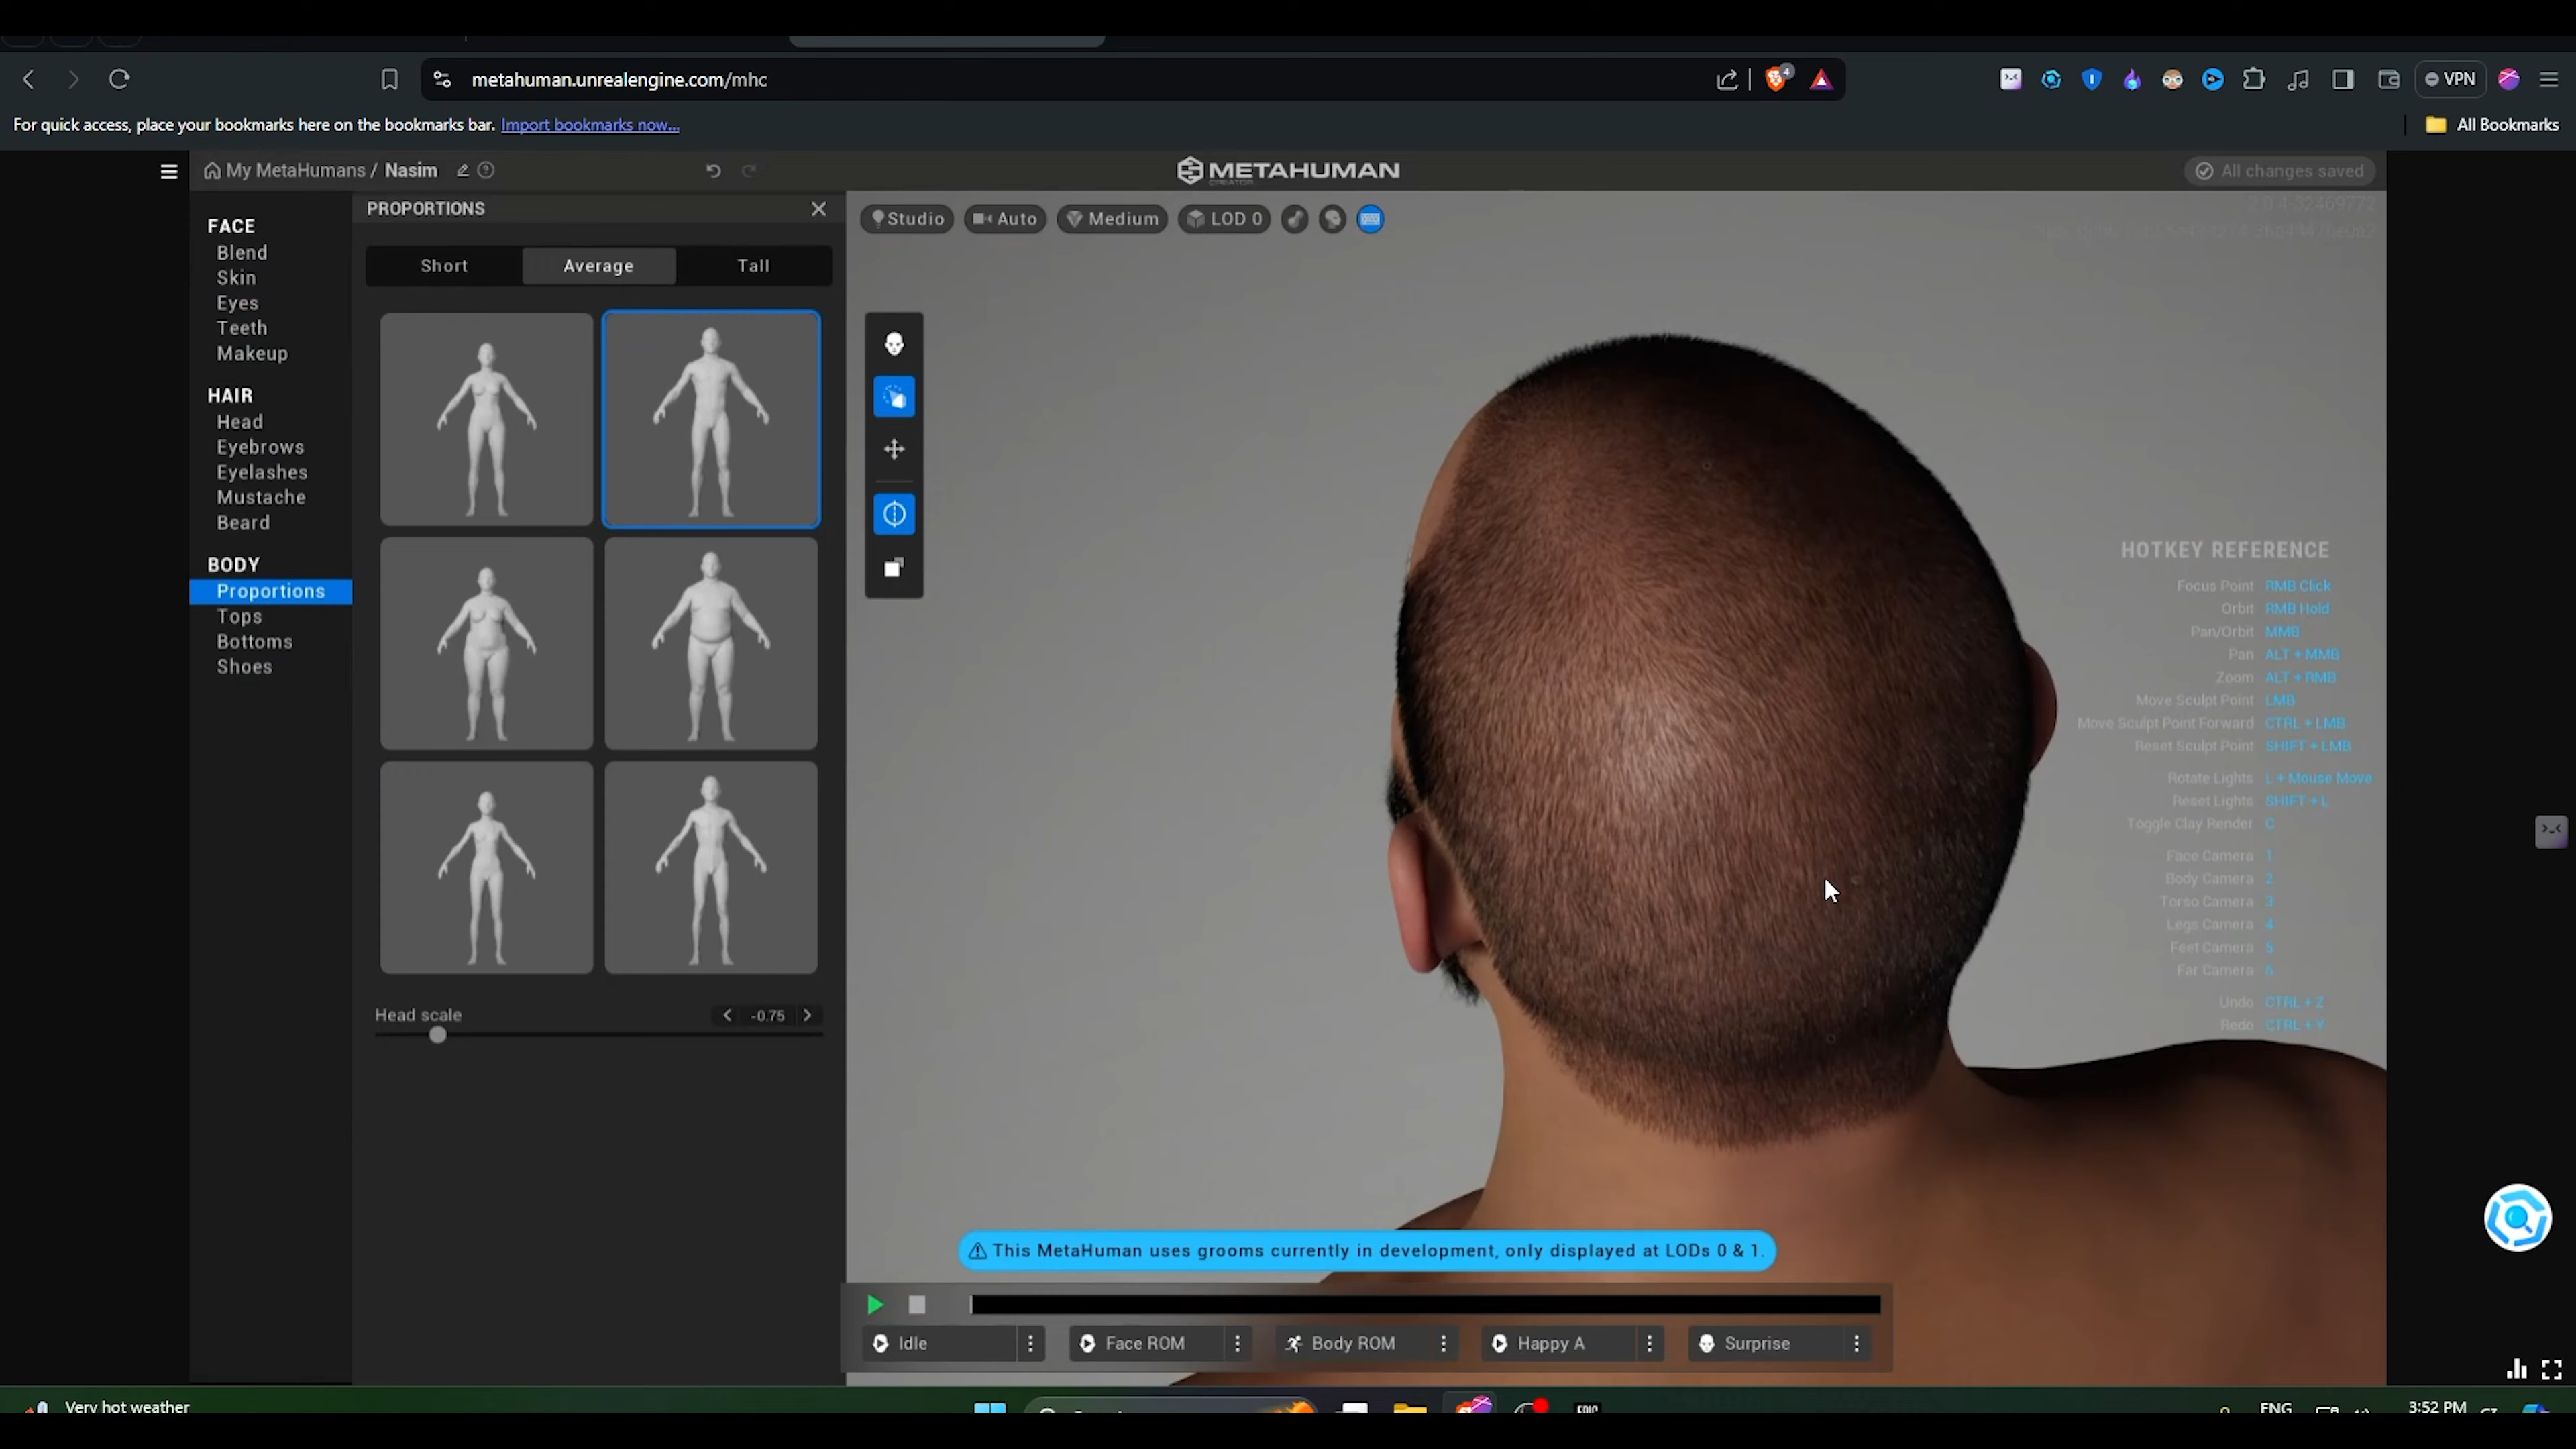 metahuman.unrealengine.com/mhc
4
VPN
For quick access, place your bookmarks here on the bookmarks bar. Import bookmarks now...
All Bookmarks
My MetaHumans / Nasim
METAHUMAN
CREATOR
All changes saved
FACE
Blend
Skin
Eyes
Teeth
Makeup
HAIR
Head
Eyebrows
Eyelashes
Mustache
Beard
BODY
Proportions
Tops
Bottoms
Shoes
PROPORTIONS
Short
Average
Tall
Head scale
-0.75
Studio
Auto
Medium
LOD 0
HOTKEY REFERENCE
Focus Point RMB Click
Orbit RMB Hold
Pan/Orbit MMB
Pan ALT + MMB
Zoom ALT + RMB
Move Sculpt Point LMB
Move Sculpt Point Forward CTRL + LMB
Reset Sculpt Point SHIFT + LMB
Rotate Lights L + Mouse Move
Reset Lights SHIFT + L
Toggle Clay Render C
Face Camera 1
Body Camera 2
Torso Camera 3
Legs Camera 4
Feet Camera 5
Far Camera 6
Undo CTRL + Z
Redo CTRL + Y
This MetaHuman uses grooms currently in development, only displayed at LODs 0 & 1.
Idle
Face ROM
Body ROM
Happy A
Surprise
Very hot weather
ENG
3:52 PM